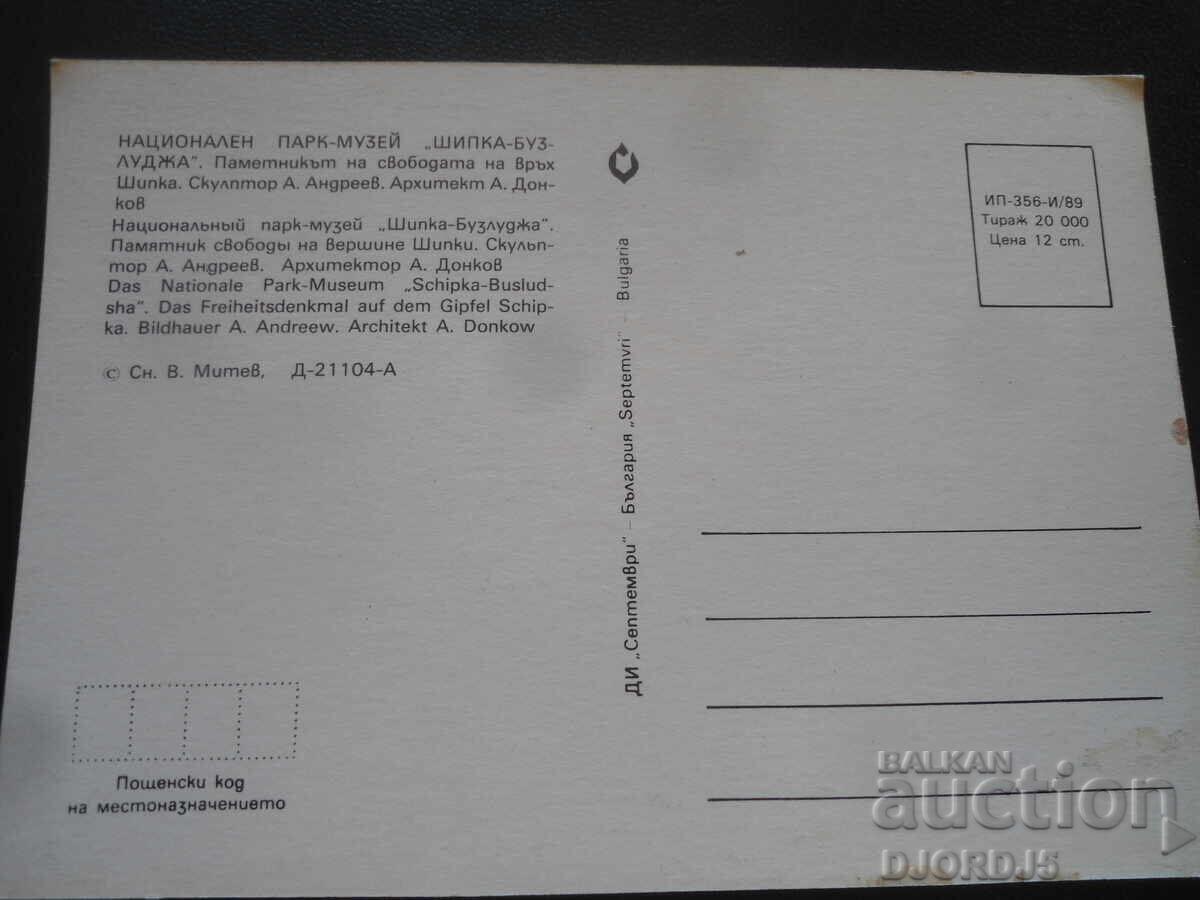 НАЦИОНАЛЕН ПАРК-МУЗЕЙ „ШИПКА-БУЗ-
ЛУДЖА“. Паметникът на свободата на връх
Шипка. Скулптор А. Андреев. Архитект А. Дон-
ков
Национальный парк-музей „Шипка-Бузлуджа“.
Памятник свободы на вершине Шипки. Скульп-
тор А. Андреев. Архитектор А. Донков
Das Nationale Park-Museum „Schipka-Buslud-
sha“. Das Freiheitsdenkmal auf dem Gipfel Schip-
ka. Bildhauer A. Andreew. Architekt A. Donkow
© Сн. В. Митев, Д-21104-А
Пощенски код
на местоназначението
ДИ „Септември“ – България „Septemvri“ – Bulgaria
ИП-356-И/89
Тираж 20 000
Цена 12 ст.
BALKAN
auction
DJORDJ5